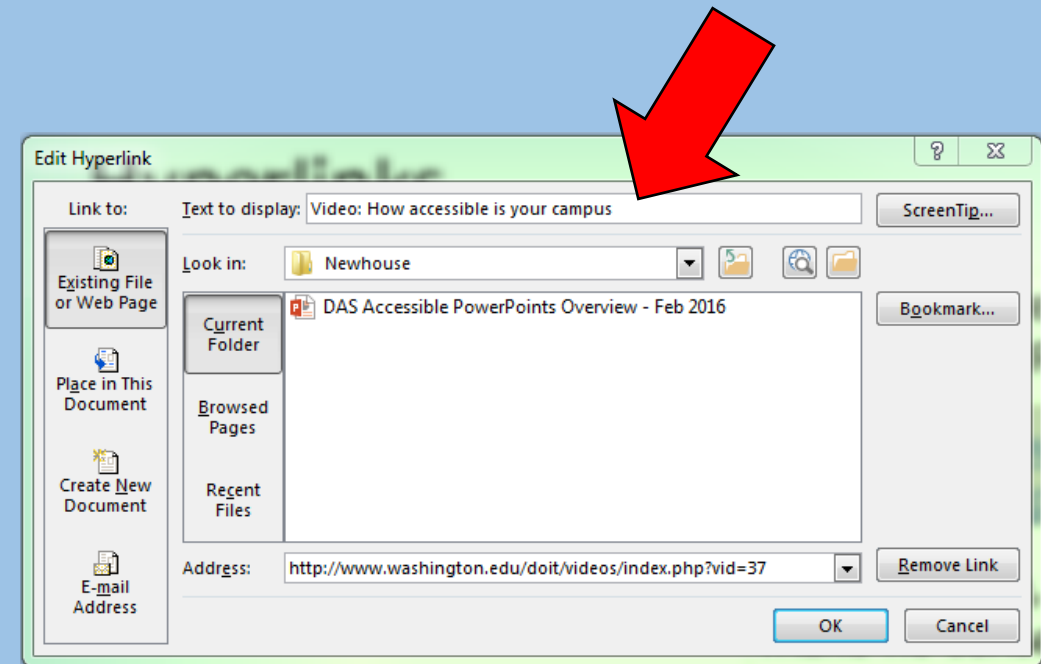 Edit Hyperlink
Hyperlinks
Link to:
Text to display: Video: How accessible is your campus
ScreenTip...
Existing File
or Web Page
Look in: Newhouse
Current
Folder
DAS Accessible PowerPoints Overview - Feb 2016
Bookmark...
Place in This
Document
Browsed
Pages
Create New
Document
Recent
Files
E-mail
Address
Address: http://www.washington.edu/doit/videos/index.php?vid=37
Remove Link
OK
Cancel